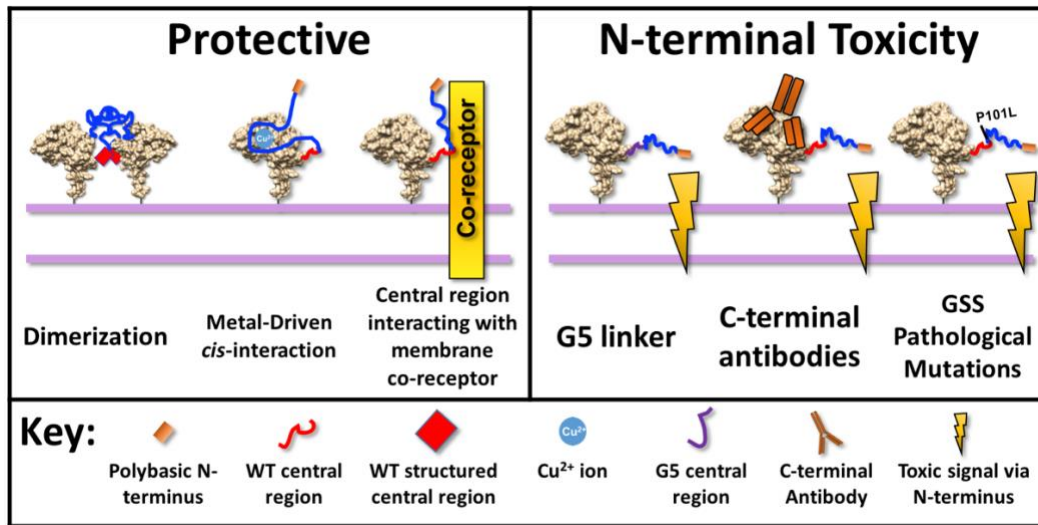 Protective
N-terminal Toxicity
Cu²⁺
Co-receptor
P101L
Dimerization
Metal-Driven
cis-interaction
Central region
interacting with
membrane
co-receptor
G5 linker
C-terminal
antibodies
GSS
Pathological
Mutations
Key:
Cu²⁺
Polybasic N-
terminus
WT central
region
WT structured
central region
Cu²⁺ ion
G5 central
region
C-terminal
Antibody
Toxic signal via
N-terminus